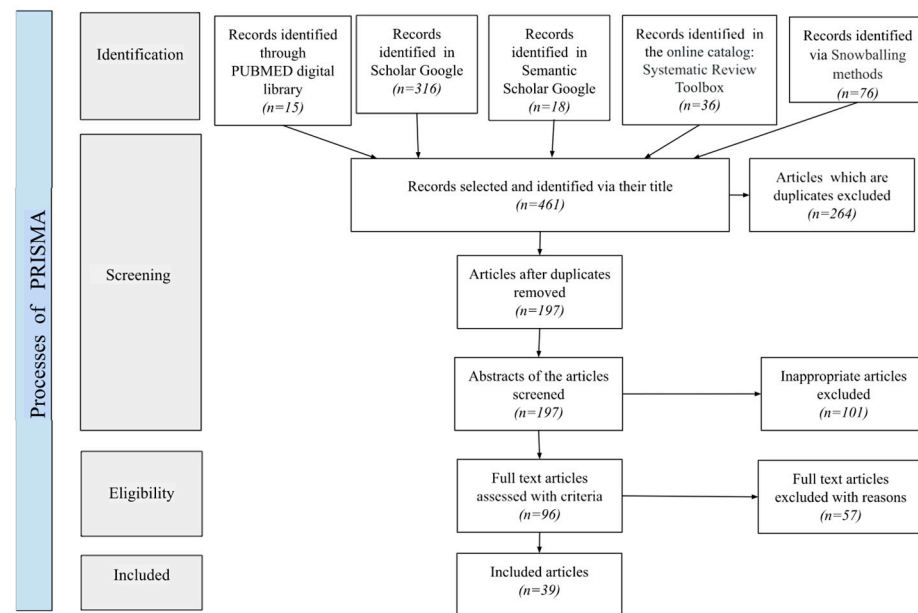 Processes of PRISMA
Identification
Records identified
through
PUBMED digital
library
(n=15)
Records
identified in
Scholar Google
(n=316)
Records
identified in
Semantic
Scholar Google
(n=18)
Records identified in
the online catalog:
Systematic Review
Toolbox
(n=36)
Records identified
via Snowballing
methods
(n=76)
Screening
Records selected and identified via their title
(n=461)
Articles which are
duplicates excluded
(n=264)
Articles after duplicates
removed
(n=197)
Abstracts of the articles
screened
(n=197)
Inappropriate articles
excluded
(n=101)
Eligibility
Full text articles
assessed with criteria
(n=96)
Full text articles
excluded with reasons
(n=57)
Included
Included articles
(n=39)